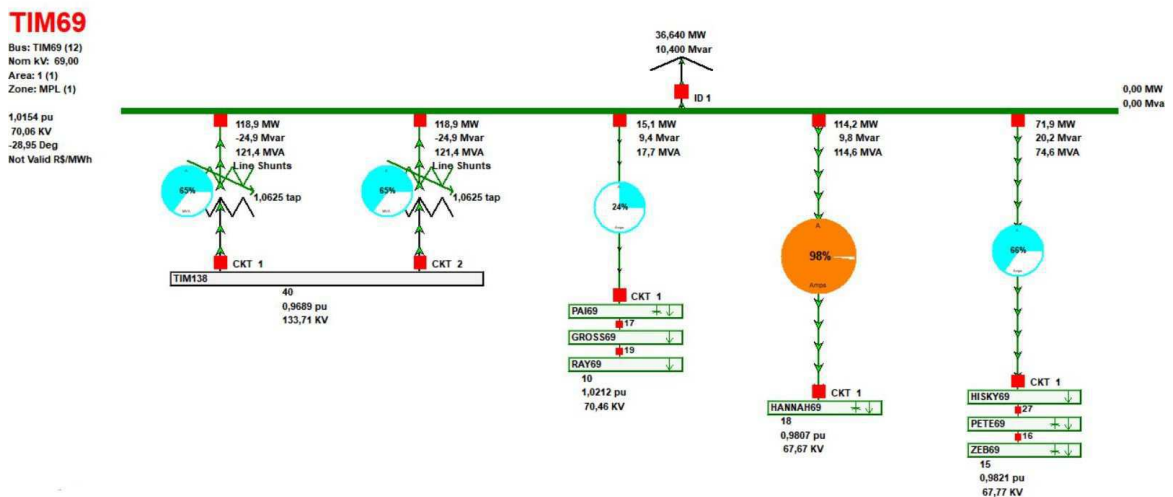 TIM69
Bus: TIM69 (12)
Nom kV: 69,00
Area: 1 (1)
Zone: MPL (1)
1,0154 pu
70,06 KV
-28,95 Deg
Not Valid R$/MWh
36,640 MW
10,400 Mvar
ID 1
0,00 MW
0,00 Mva
118,9 MW
-24,9 Mvar
121,4 MVA
Line Shunts
65%
1,0625 tap
CKT 1
118,9 MW
-24,9 Mvar
121,4 MVA
Line Shunts
65%
1,0625 tap
CKT 2
TIM138
40
0,9689 pu
133,71 KV
15,1 MW
9,4 Mvar
17,7 MVA
24%
Amps
CKT 1
PAI69
17
GROSS69
19
RAY69
10
1,0212 pu
70,46 KV
114,2 MW
9,8 Mvar
114,6 MVA
A
98%
Amps
CKT 1
HANNAH69
18
0,9807 pu
67,67 KV
71,9 MW
20,2 Mvar
74,6 MVA
66%
Amps
CKT 1
HISKY69
27
PETE69
16
ZEB69
15
0,9821 pu
67,77 KV